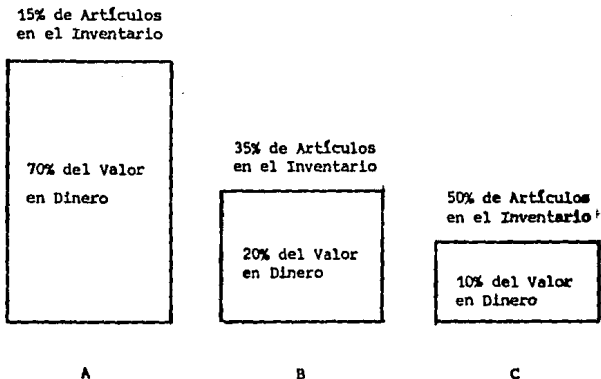 15% de Artículos
en el Inventario
70% del Valor
en Dinero
35% de Artículos
en el Inventario
20% del Valor
en Dinero
50% de Artículos
en el Inventario
10% del Valor
en Dinero
A
B
C